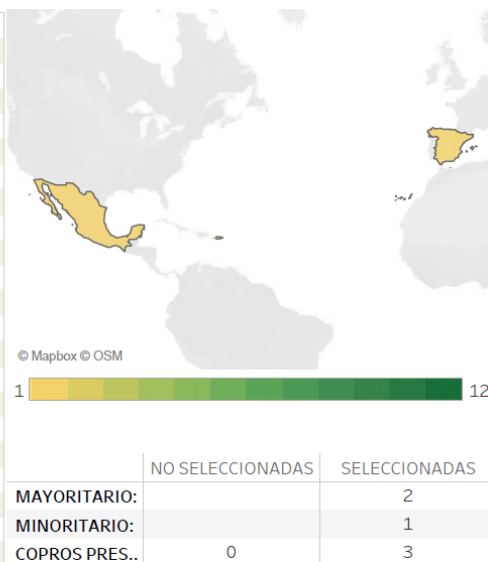 © Mapbox © OSM
1 12
NO SELECCIONADAS SELECCIONADAS
MAYORITARIO: 2
MINORITARIO: 1
COPROS PRES.. 0 3